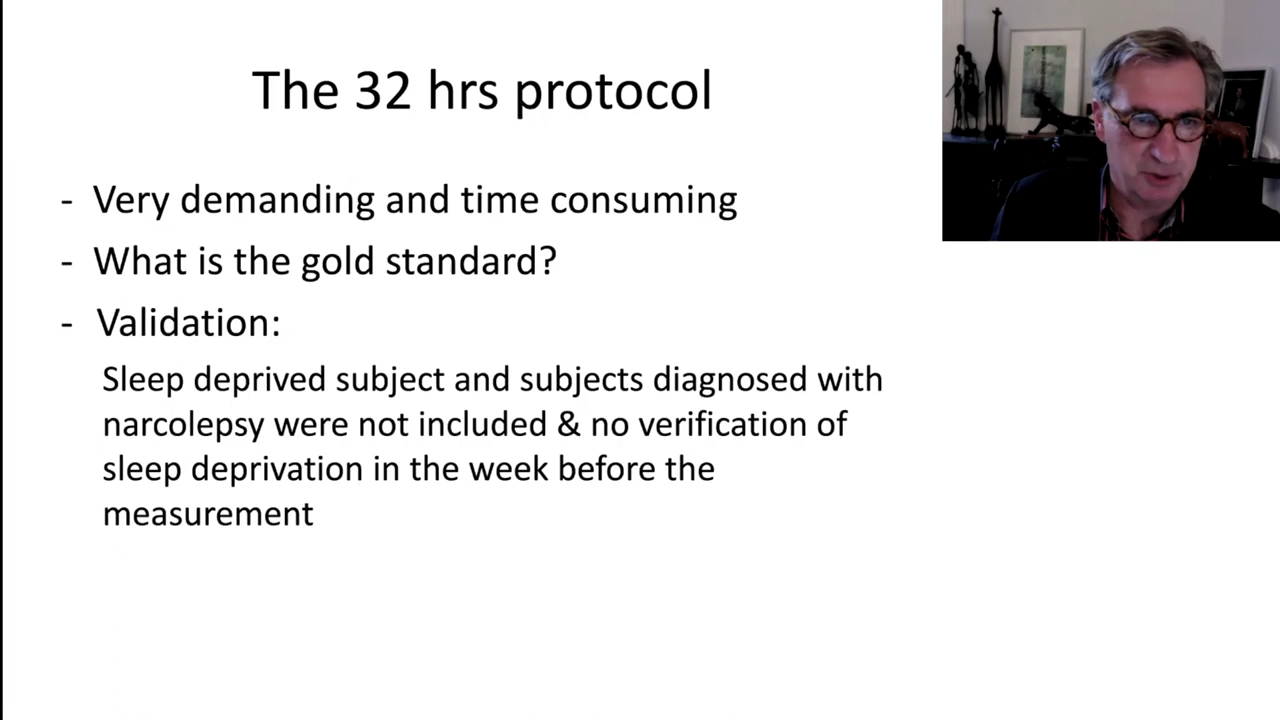 The 32 hrs protocol
- Very demanding and time consuming
- What is the gold standard?
- Validation:
Sleep deprived subject and subjects diagnosed with
narcolepsy were not included & no verification of
sleep deprivation in the week before the
measurement